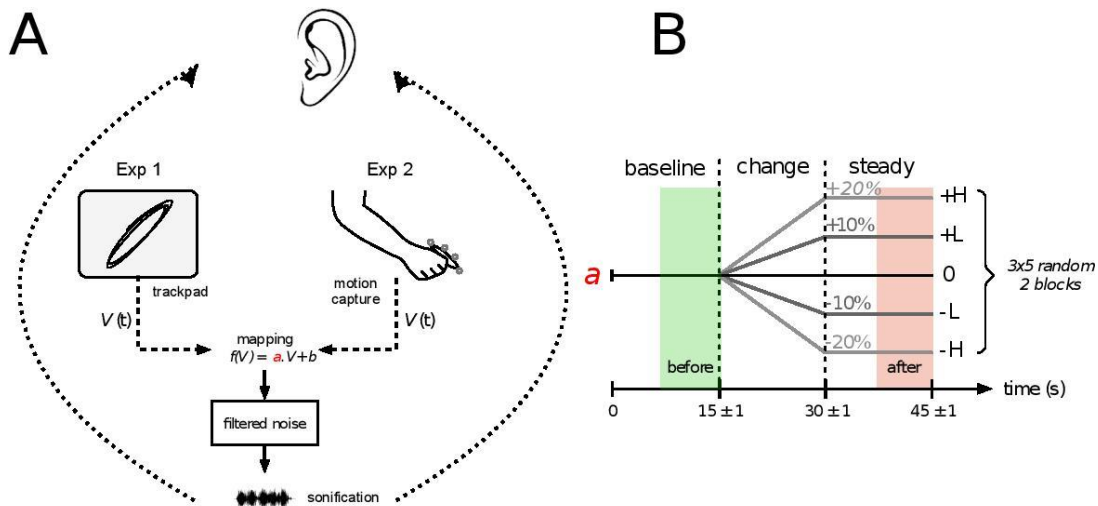 A
Exp 1
Exp 2
trackpad
motion
capture
V (t)
V (t)
mapping
f(V) = a.V+b
filtered noise
sonification
B
baseline
change
steady
+20%
+H
+10%
+L
a
0
3x5 random
2 blocks
-10%
-L
-20%
-H
before
after
time (s)
0
15 ±1
30 ±1
45 ±1